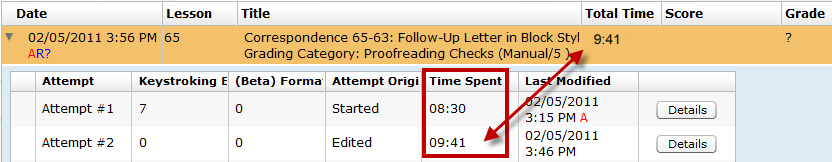 Date Lesson Title Total Time Score Grade
02/05/2011 3:56 PM 65 Correspondence 65-63: Follow-Up Letter in Block Styl 9:41 ?
AR? Grading Category: Proofreading Checks (Manual/5 )
Attempt Keystroking E (Beta) Format Attempt Origi Time Spent Last Modified
Attempt #1 7 0 Started 08:30 02/05/2011 Details
3:15 PM A
Attempt #2 0 0 Edited 09:41 02/05/2011 Details
3:46 PM